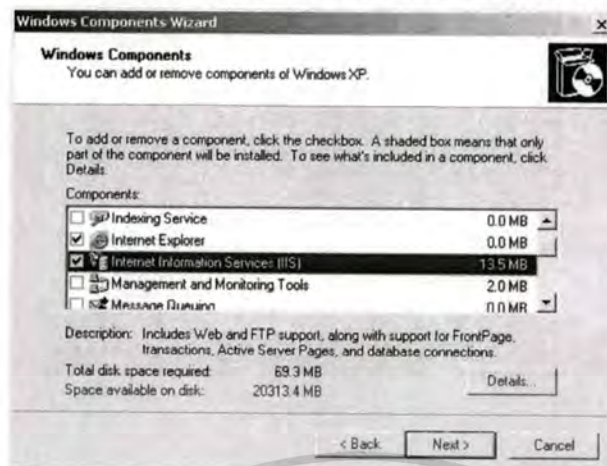 Windows Components Wizard
Windows Components
You can add or remove components of Windows XP.
To add or remove a component, click the checkbox. A shaded box means that only
part of the component will be installed. To see what's included in a component, click
Details.
Components:
Indexing Service 0.0 MB
Internet Explorer 0.0 MB
Internet Information Services (IIS) 13.5 MB
Management and Monitoring Tools 2.0 MB
Message Queuing 0.0 MB
Description: Includes Web and FTP support, along with support for FrontPage,
transactions, Active Server Pages, and database connections.
Total disk space required: 69.3 MB
Space available on disk: 20313.4 MB
Details...
< Back Next > Cancel